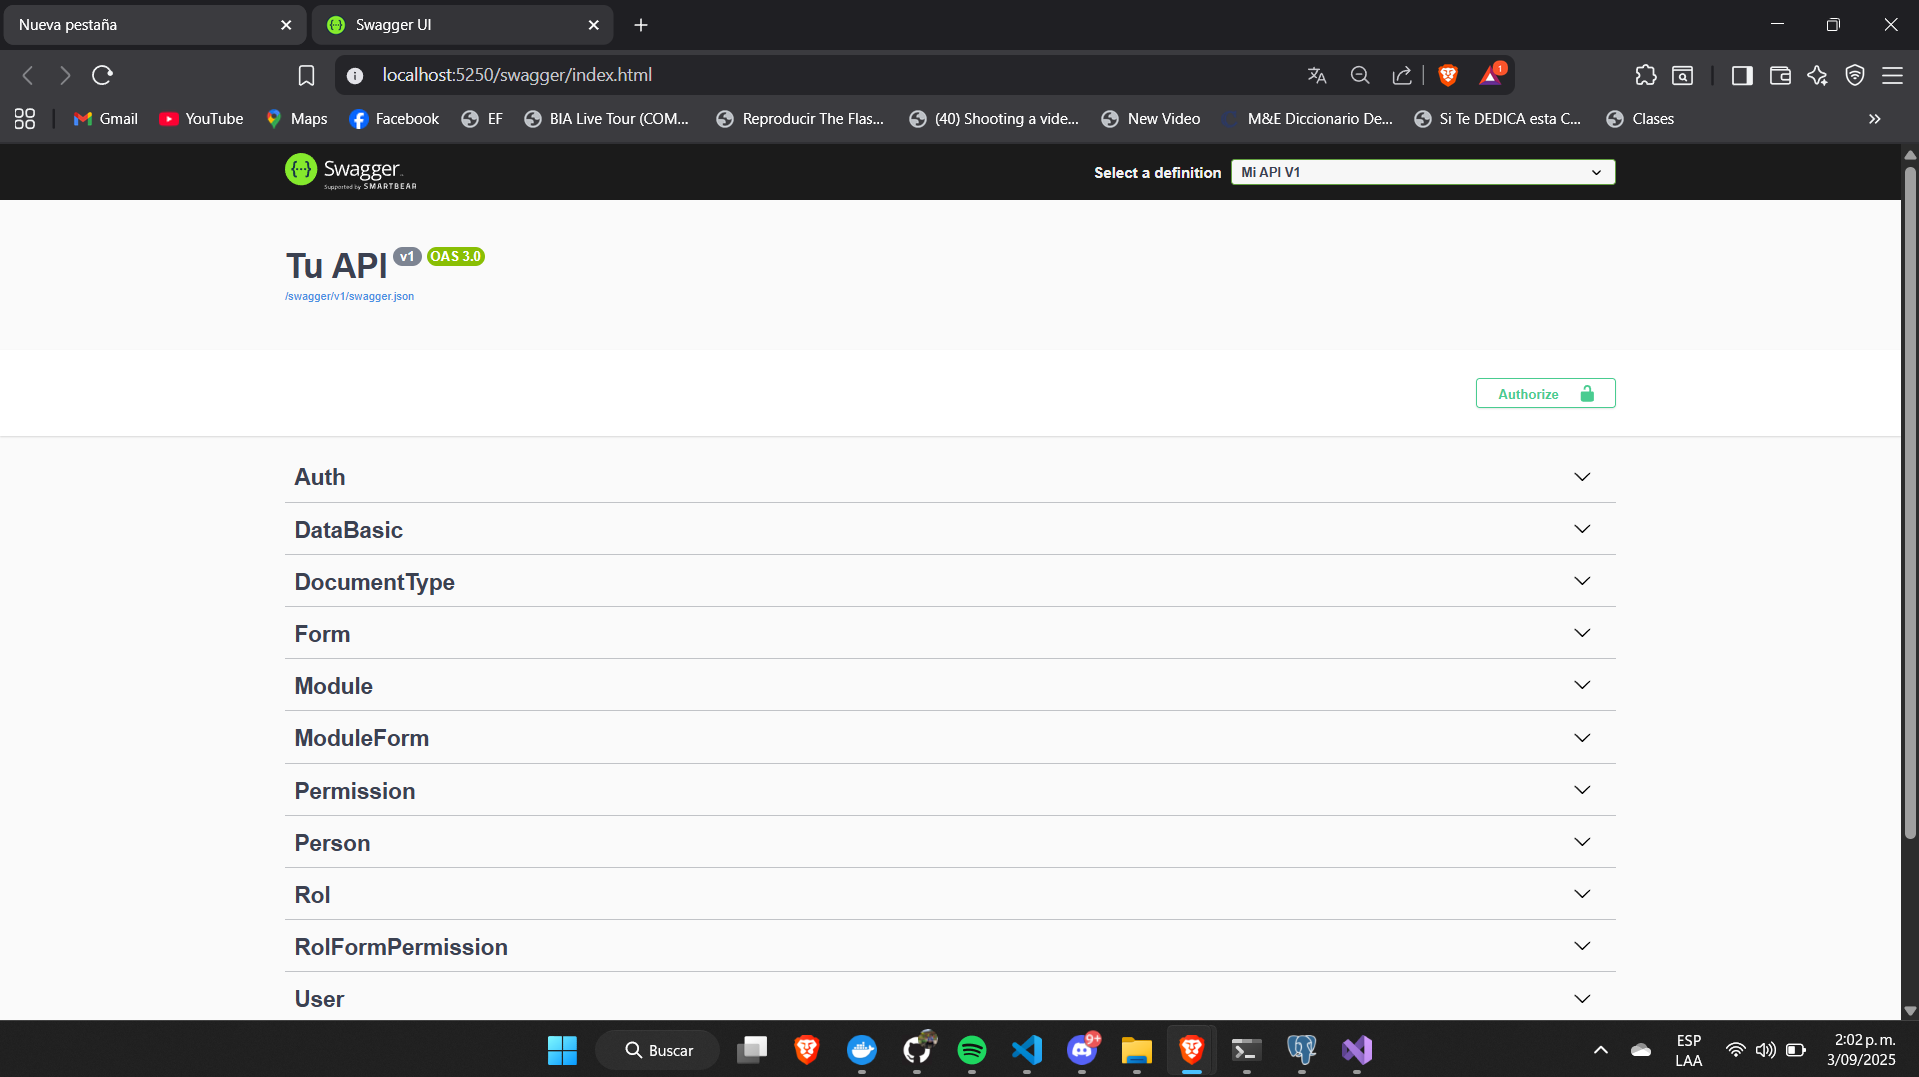 Nueva pestaña
Swagger UI
localhost:5250/swagger/index.html
1
Gmail
YouTube
Maps
Facebook
EF
BIA Live Tour (COM...
Reproducir The Flas...
(40) Shooting a vide...
New Video
M&E Diccionario De...
Si Te DEDICA esta C...
Clases
Swagger
Supported by SMARTBEAR
Select a definition
Mi API V1
Tu API
v1
OAS 3.0
/swagger/v1/swagger.json
Authorize
Auth
DataBasic
DocumentType
Form
Module
ModuleForm
Permission
Person
Rol
RolFormPermission
User
Buscar
9+
ESP
LAA
2:02 p. m.
3/09/2025